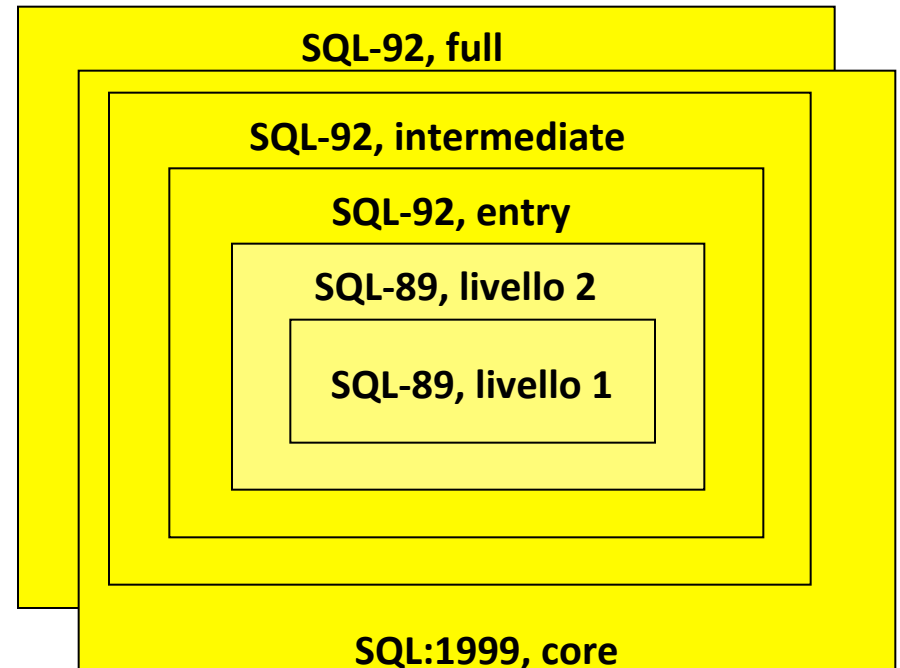 SQL-92, full
SQL-92, intermediate
SQL-92, entry
SQL-89, livello 2
SQL-89, livello 1
SQL:1999, core